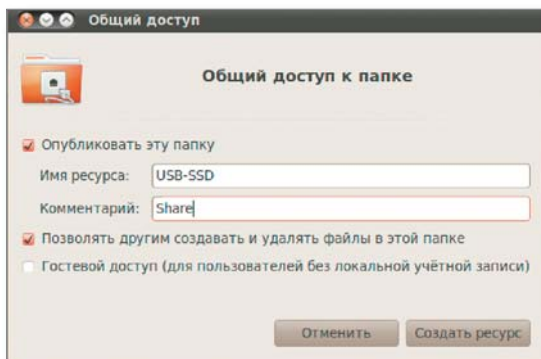 Общий доступ
Общий доступ к папке
Опубликовать эту папку
Имя ресурса: USB-SSD
Комментарий: Share
Позволять другим создавать и удалять файлы в этой папке
Гостевой доступ (для пользователей без локальной учётной записи)
Отменить Создать ресурс